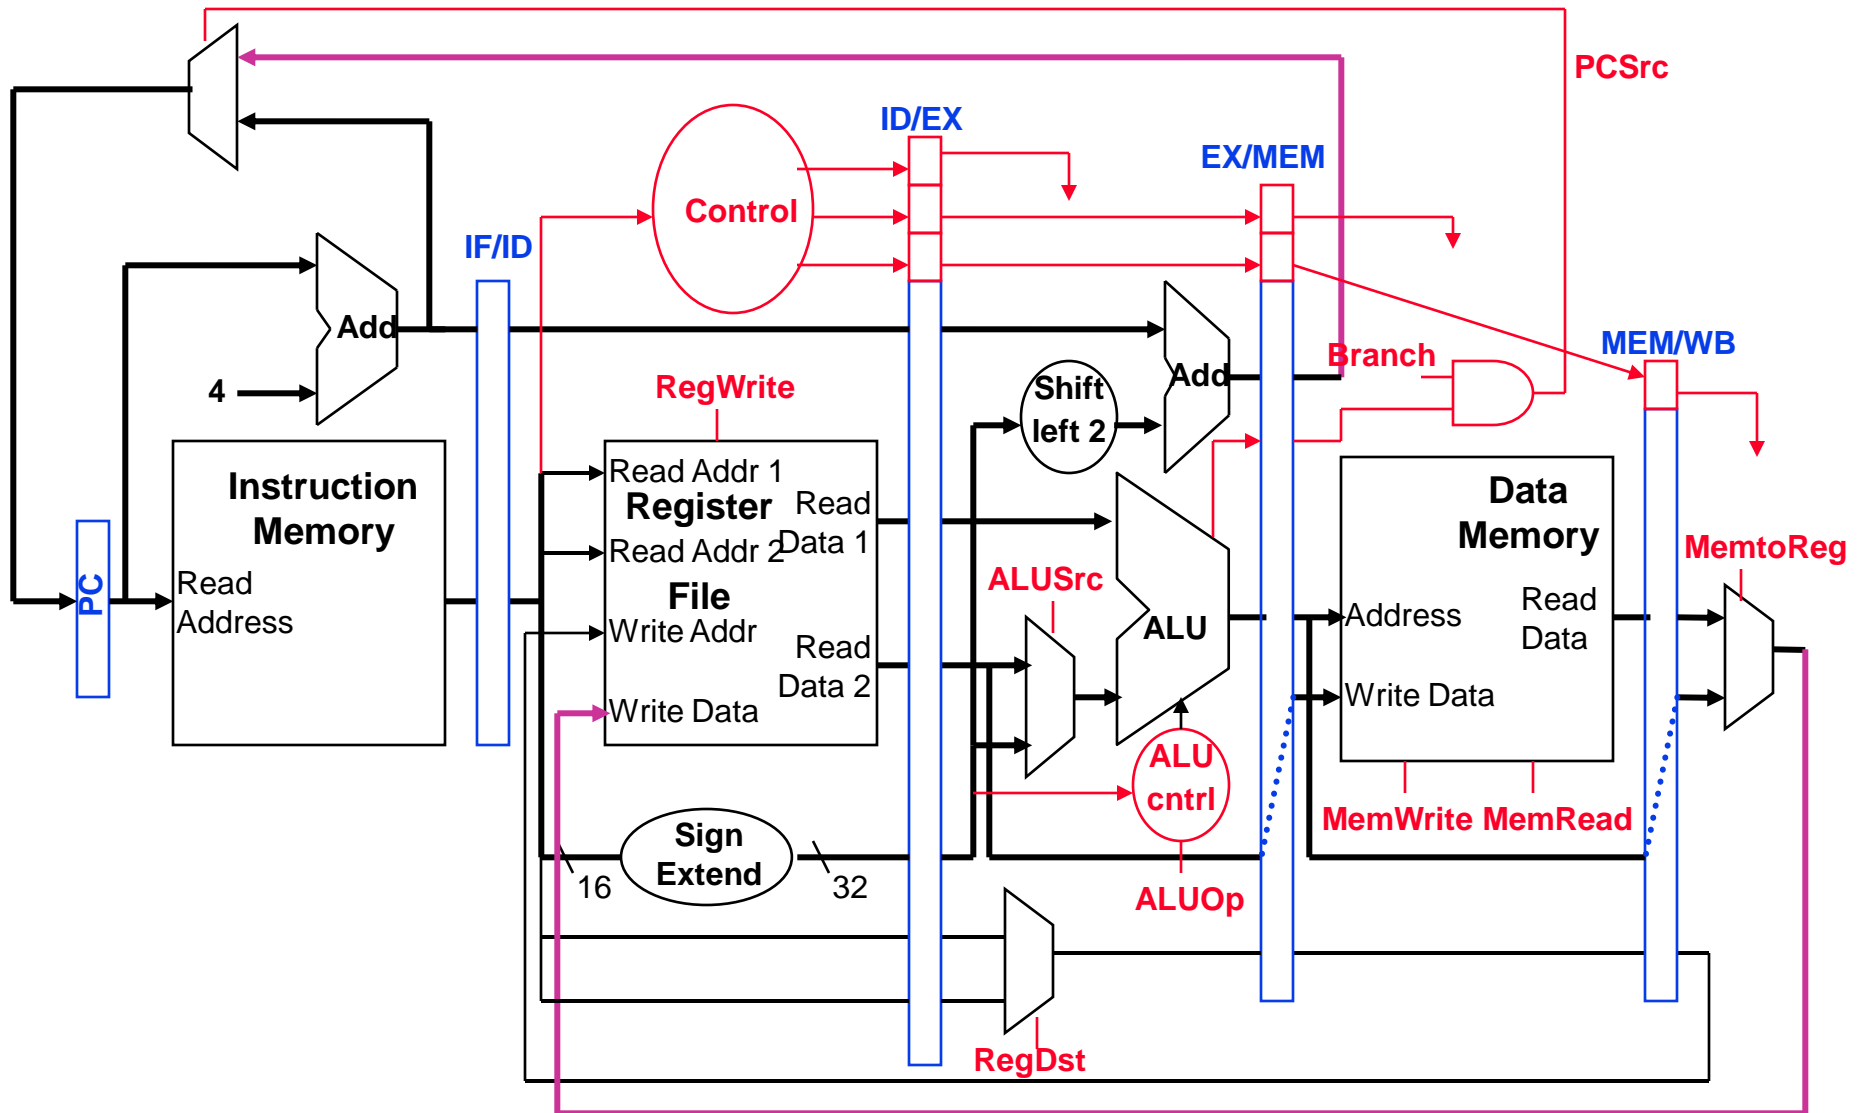 PCSrc
ID/EX
EX/MEM
Control
IF/ID
Add
Branch
MEM/WB
Add
4
RegWrite
Shift
left 2
Instruction
Memory
Read
Address
PC
Read Addr 1
Register
Read
Data 1
Read Addr 2
File
Write Addr
Read
Data 2
Write Data
ALUSrc
ALU
Data
Memory
Address
Read
Data
Write Data
MemtoReg
ALU
cntrl
MemWrite MemRead
Sign
Extend
16
32
ALUOp
RegDst